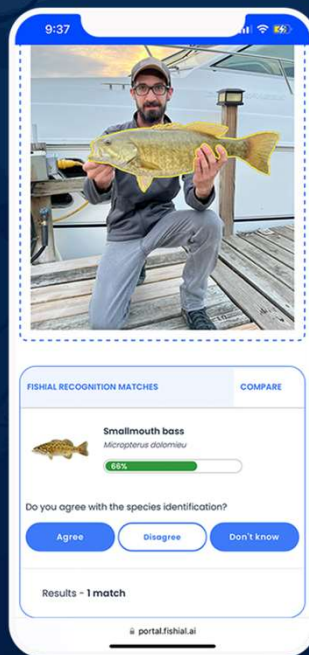 9:37
FISHIAL RECOGNITION MATCHES COMPARE
Smallmouth bass
Micropterus dolomieu
66%
Do you agree with the species identification?
Agree Disagree Don't know
Results - 1 match
portal.fishial.ai